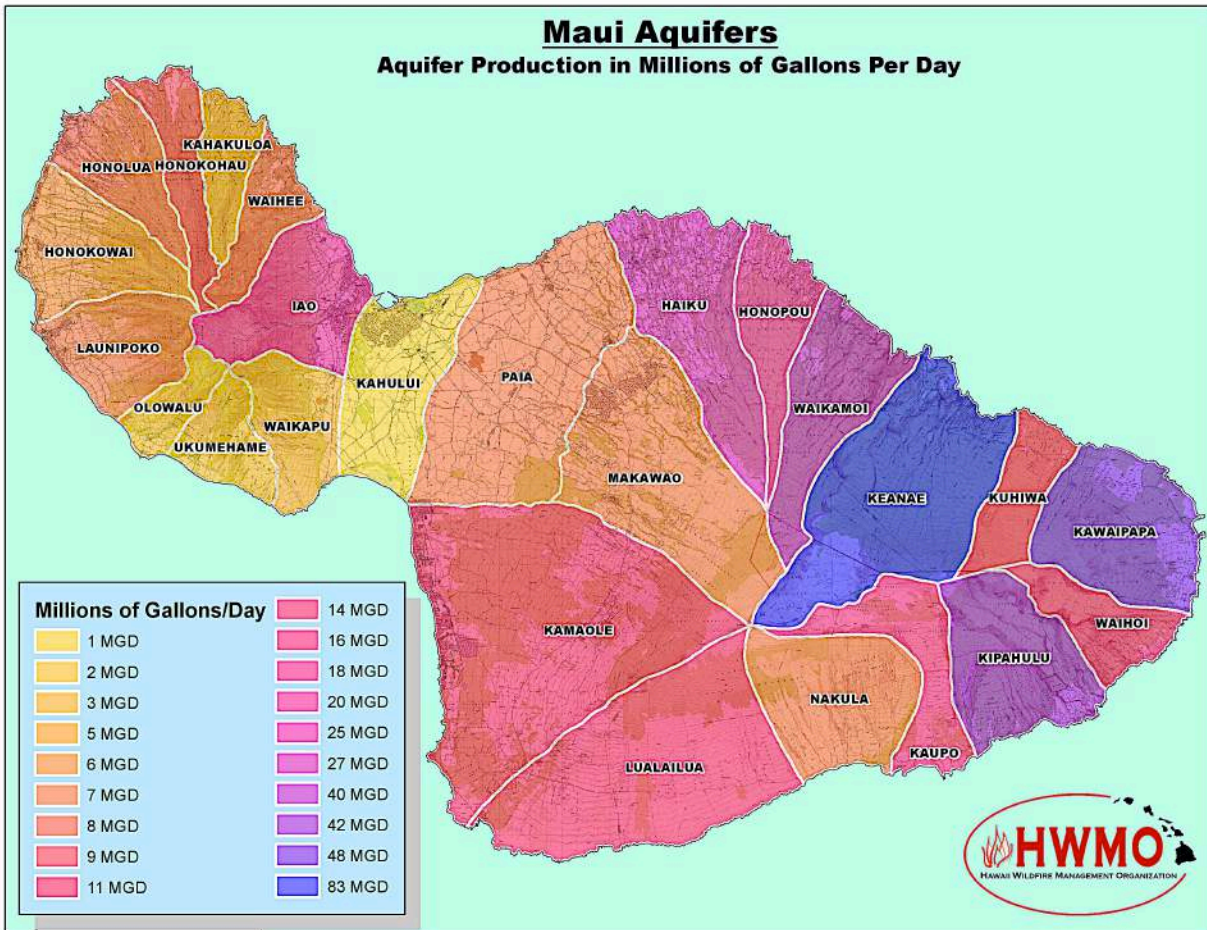 Maui Aquifers
Aquifer Production in Millions of Gallons Per Day
KAHAKULOA
HONOLUA
HONOKOHAU
WAIHEE
HONOKOWAI
IAO
LAUNIPOKO
OLOWALU
UKUMEHAME
WAIKAPU
KAHULUI
PAIA
HAIKU
HONOPOU
WAIKAMOI
MAKAWAO
KEANAE
KUHIWA
KAWAIPAPA
KAMAOLE
WAIHOI
KIPAHULU
NAKULA
KAUPO
LUALAILUA
Millions of Gallons/Day
1 MGD
2 MGD
3 MGD
5 MGD
6 MGD
7 MGD
8 MGD
9 MGD
11 MGD
14 MGD
16 MGD
18 MGD
20 MGD
25 MGD
27 MGD
40 MGD
42 MGD
48 MGD
83 MGD
HWMO
HAWAII WILDFIRE MANAGEMENT ORGANIZATION